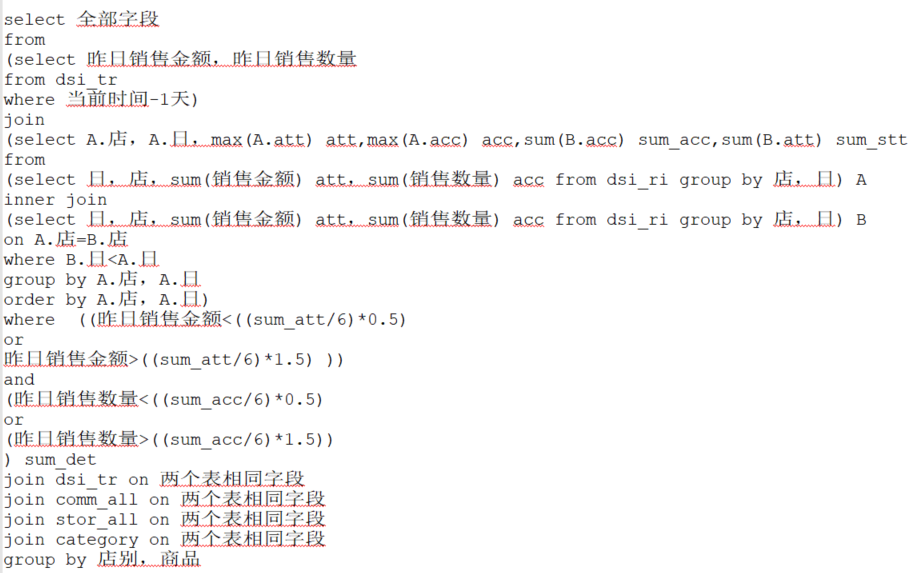 select 全部字段
from
(select 昨日销售金额，昨日销售数量
from dsi_tr
where 当前时间-1天)
join
(select A.店，A.日，max(A.att) att,max(A.acc) acc,sum(B.acc) sum_acc,sum(B.att) sum_stt
from
(select 日，店，sum(销售金额) att，sum(销售数量) acc from dsi_ri group by 店，日) A
inner join
(select 日，店，sum(销售金额) att，sum(销售数量) acc from dsi_ri group by 店，日) B
on A.店=B.店
where B.日<A.日
group by A.店，A.日
order by A.店，A.日)
where  ((昨日销售金额<((sum_att/6)*0.5)
or
昨日销售金额>((sum_att/6)*1.5) ))
and
(昨日销售数量<((sum_acc/6)*0.5)
or
(昨日销售数量>((sum_acc/6)*1.5))
) sum_det
join dsi_tr on 两个表相同字段
join comm_all on 两个表相同字段
join stor_all on 两个表相同字段
join category on 两个表相同字段
group by 店别，商品